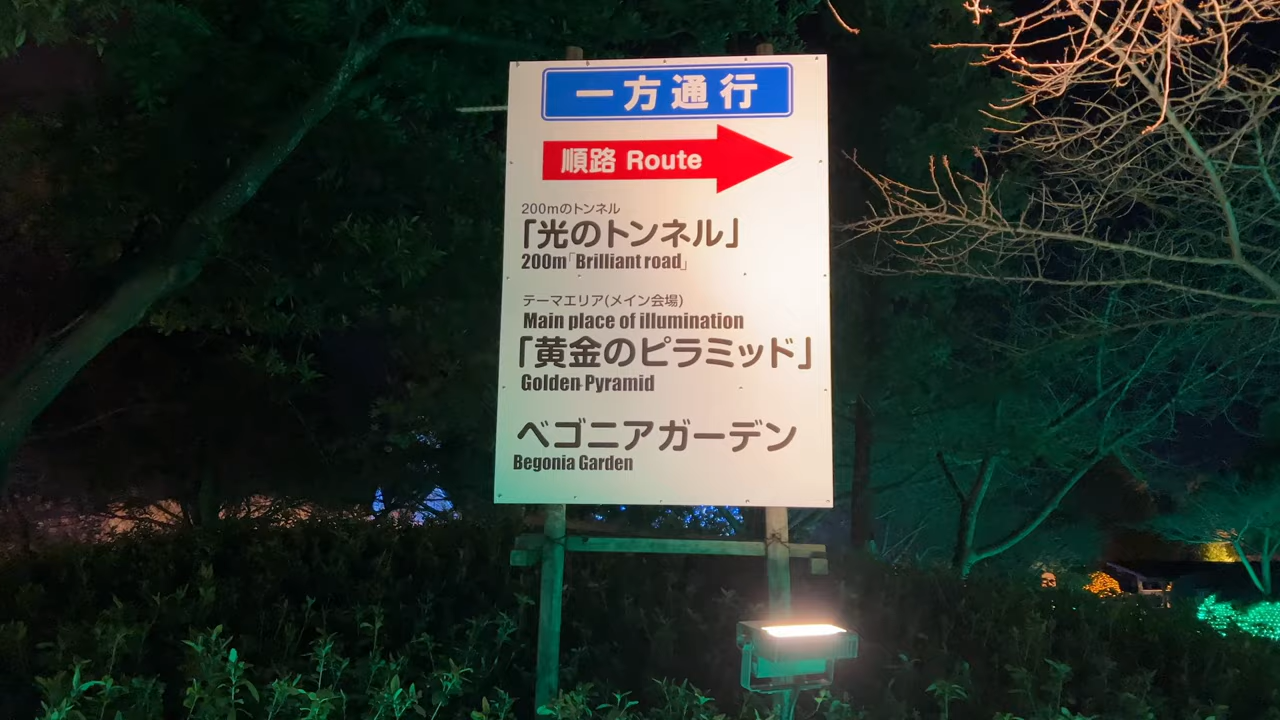 一方通行
順路 Route
200mのトンネル
「光のトンネル」
200m「Brilliant road」
テーマエリア(メイン会場)
Main place of illumination
「黄金のピラミッド」
Golden Pyramid
ベゴニアガーデン
Begonia Garden